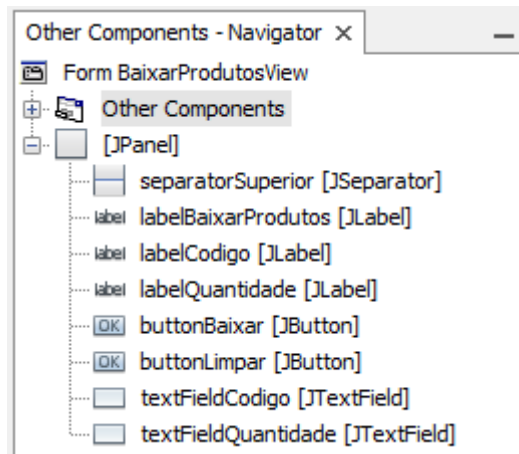 Other Components - Navigator
Form BaixarProdutosView
Other Components
[JPanel]
separatorSuperior [JSeparator]
label labelBaixarProdutos [JLabel]
label labelCodigo [JLabel]
label labelQuantidade [JLabel]
OK buttonBaixar [JButton]
OK buttonLimpar [JButton]
textFieldCodigo [JTextField]
textFieldQuantidade [JTextField]